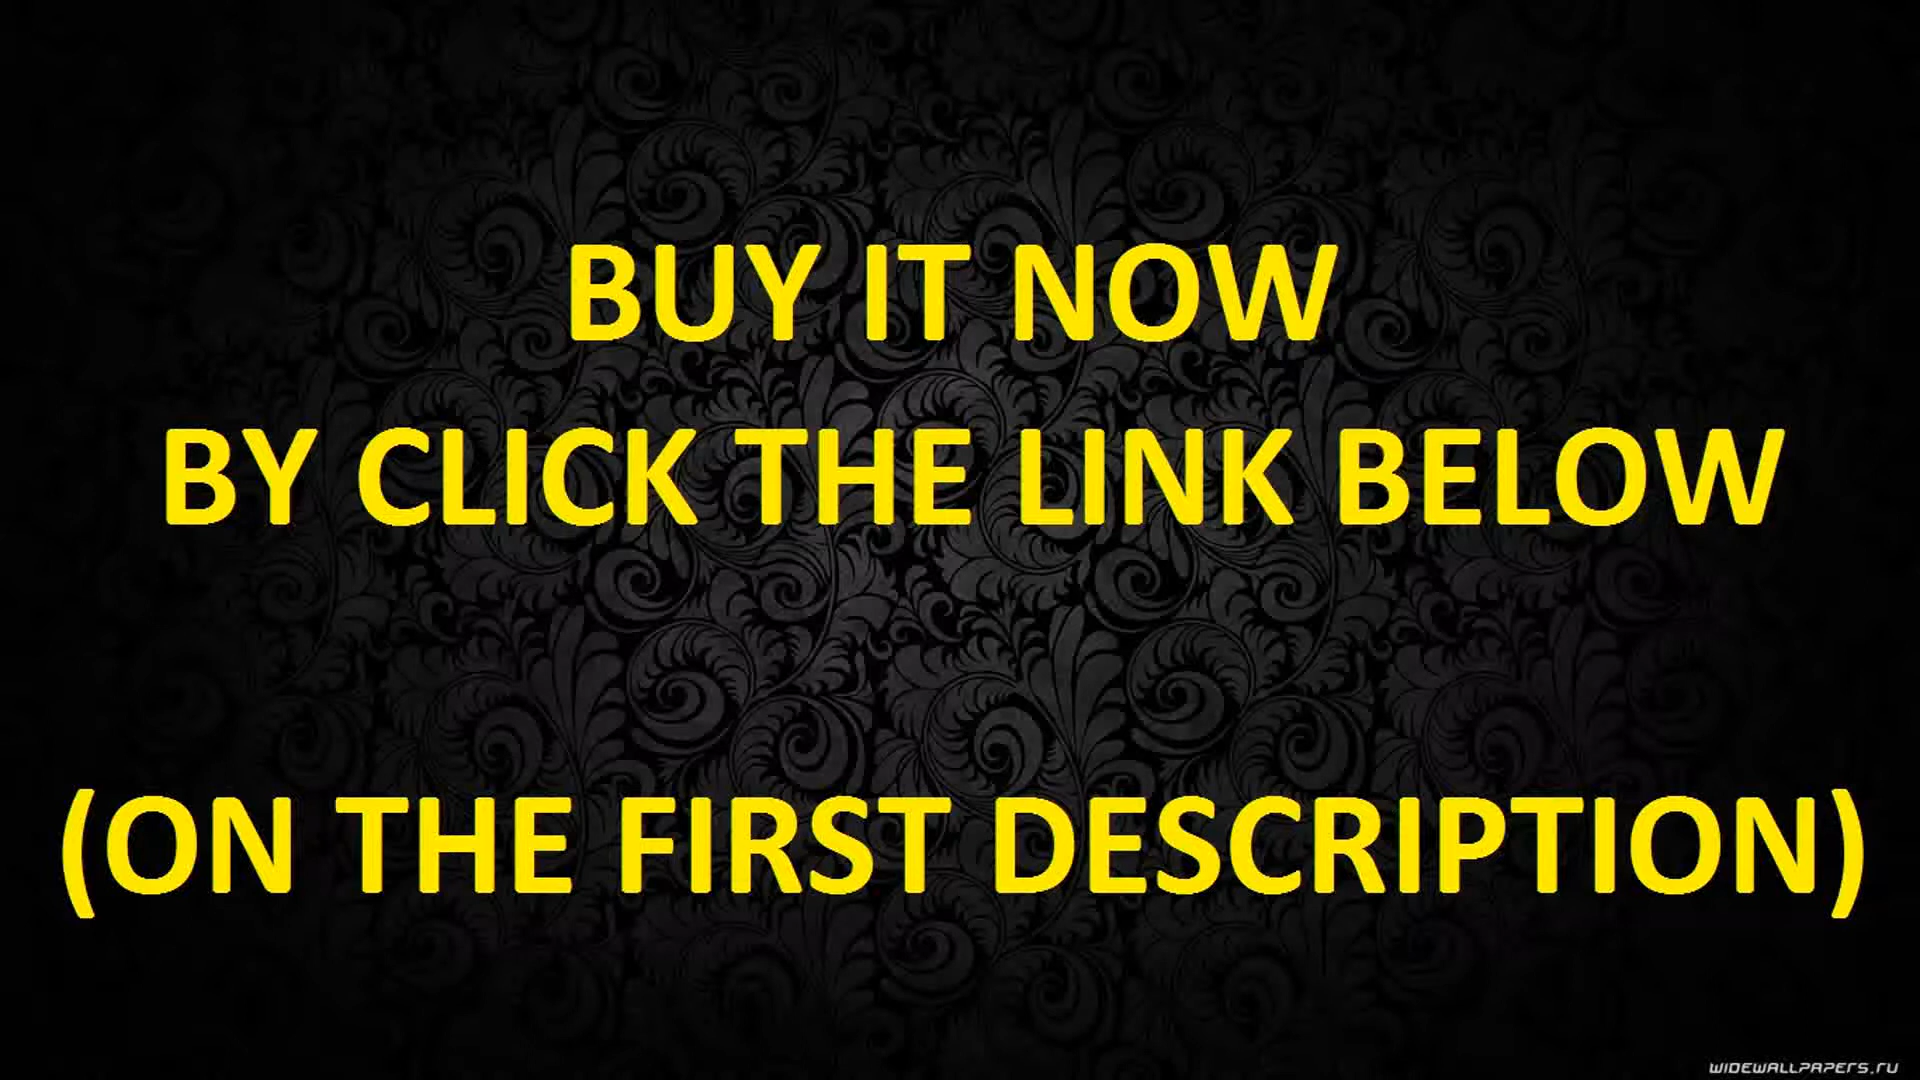 BUY IT NOW
BY CLICK THE LINK BELOW
(ON THE FIRST DESCRIPTION)
WIDEWALLPAPERS.RU